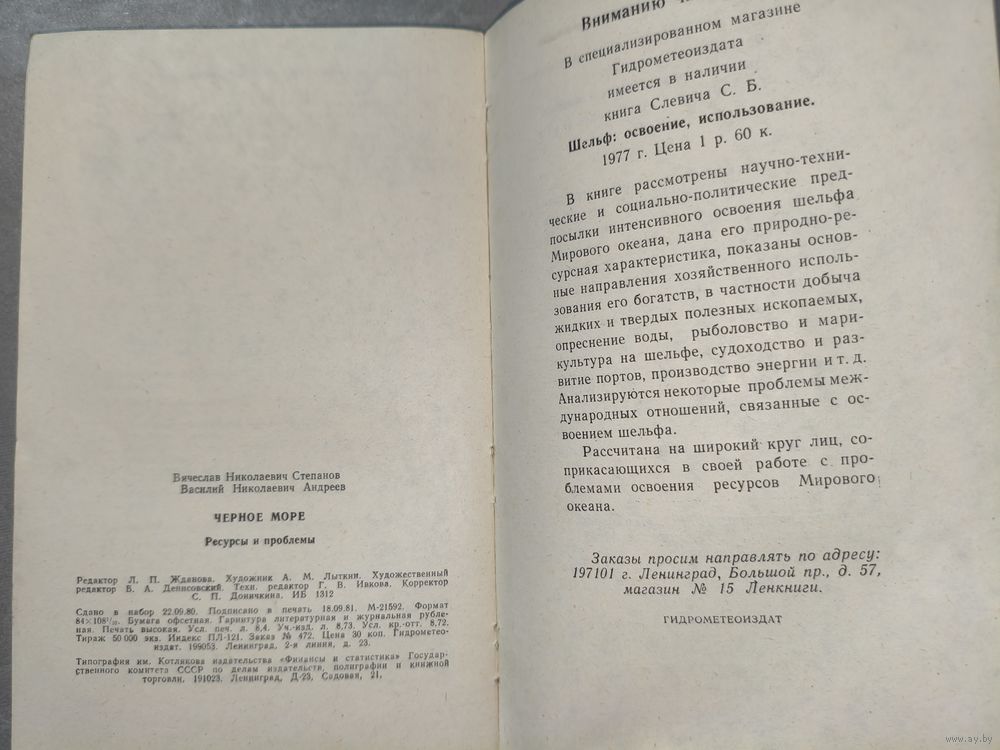 Вячеслав Николаевич Степанов
Василий Николаевич Андреев
ЧЕРНОЕ МОРЕ
Ресурсы и проблемы
Редактор Л. П. Жданова. Художник А. М. Лыткин. Художественный
редактор В. А. Денисовский. Техн. редактор Г. В. Ивкова. Корректор
С. П. Доничкина. ИБ 1312
Сдано в набор 22.09.80. Подписано в печать 18.09.81. М-21592. Формат
84×108¹/₃₂. Бумага офсетная. Гарнитура литературная и журнальная рубле-
ная. Печать высокая. Усл. печ. л. 8,4. Уч.-изд. л. 8,73. Усл. кр.-отт. 8,72.
Тираж 50 000 экз. Индекс ПЛ-121. Заказ № 472. Цена 30 коп. Гидрометео-
издат. 199053. Ленинград, 2-я линия, д. 23.
Типография им. Котлякова издательства «Финансы и статистика» Государ-
ственного комитета СССР по делам издательств, полиграфии и книжной
торговли. 191023. Ленинград, Д-23, Садовая, 21.
Вниманию
В специализированном магазине
Гидрометеоиздата
имеется в наличии
книга Слевича С. Б.
Шельф: освоение, использование.
1977 г. Цена 1 р. 60 к.
В книге рассмотрены научно-техни-
ческие и социально-политические пред-
посылки интенсивного освоения шельфа
Мирового океана, дана его природно-ре-
сурсная характеристика, показаны основ-
ные направления хозяйственного исполь-
зования его богатств, в частности добыча
жидких и твердых полезных ископаемых,
опреснение воды, рыболовство и мари-
культура на шельфе, судоходство и раз-
витие портов, производство энергии и т. д.
Анализируются некоторые проблемы меж-
дународных отношений, связанные с ос-
воением шельфа.
Рассчитана на широкий круг лиц, со-
прикасающихся в своей работе с про-
блемами освоения ресурсов Мирового
океана.
Заказы просим направлять по адресу:
197101 г. Ленинград, Большой пр., д. 57,
магазин № 15 Ленкниги.
ГИДРОМЕТЕОИЗДАТ
www.ay.by